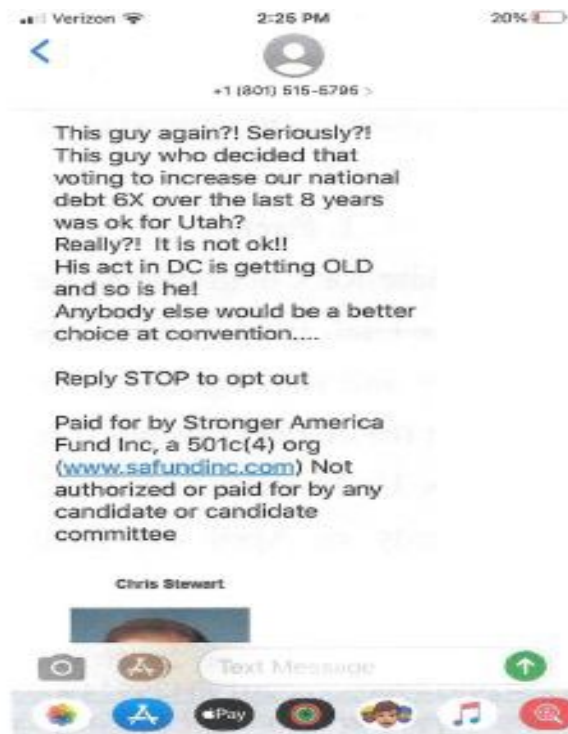 Verizon 2:25 PM 20%
+1 (801) 515-5795 >
This guy again?! Seriously?!
This guy who decided that
voting to increase our national
debt 6X over the last 8 years
was ok for Utah?
Really?! It is not ok!!
His act in DC is getting OLD
and so is he!
Anybody else would be a better
choice at convention....
Reply STOP to opt out
Paid for by Stronger America
Fund Inc, a 501c(4) org
(www.safundinc.com) Not
authorized or paid for by any
candidate or candidate
committee
Chris Stewart
Text Message
Pay